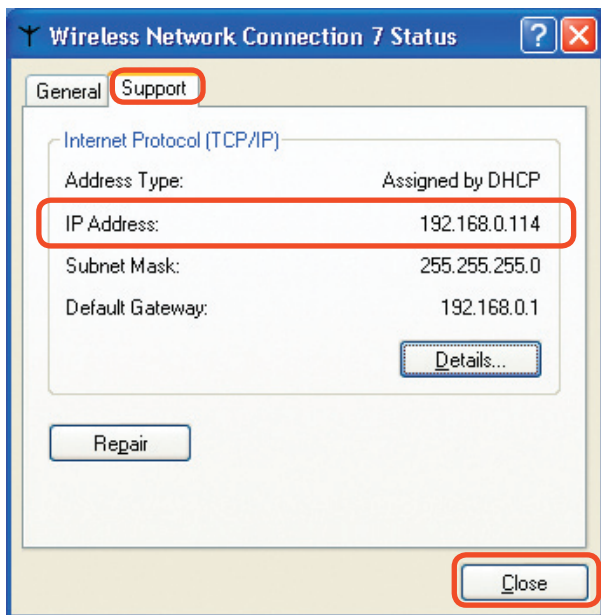 Wireless Network Connection 7 Status
General Support
Internet Protocol (TCP/IP)
Address Type: Assigned by DHCP
IP Address: 192.168.0.114
Subnet Mask: 255.255.255.0
Default Gateway: 192.168.0.1
Details...
Repair
Close